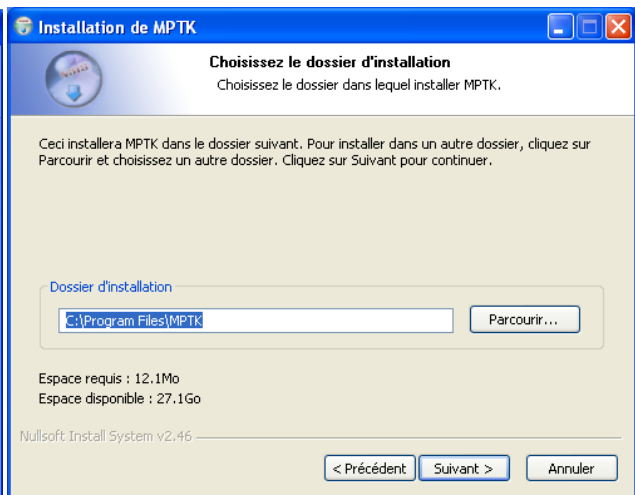 Installation de MPTK
Choisissez le dossier d'installation
Choisissez le dossier dans lequel installer MPTK.
Ceci installera MPTK dans le dossier suivant. Pour installer dans un autre dossier, cliquez sur
Parcourir et choisissez un autre dossier. Cliquez sur Suivant pour continuer.
Dossier d'installation
C:\Program Files\MPTK
Parcourir...
Espace requis : 12.1Mo
Espace disponible : 27.1Go
Nullsoft Install System v2.46
< Précédent
Suivant >
Annuler